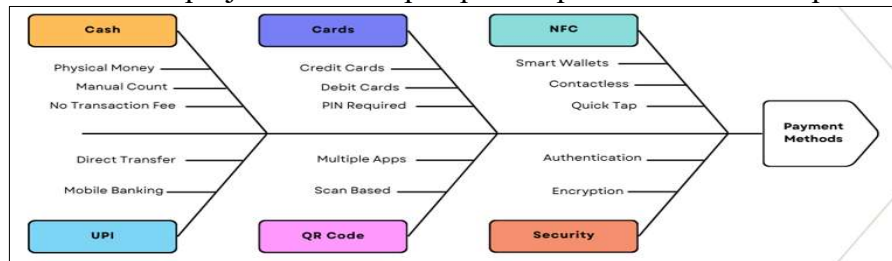 Cash
Cards
NFC
Physical Money
Manual Count
No Transaction Fee
Credit Cards
Debit Cards
PIN Required
Smart Wallets
Contactless
Quick Tap
Payment
Methods
Direct Transfer
Mobile Banking
Multiple Apps
Scan Based
Authentication
Encryption
UPI
QR Code
Security